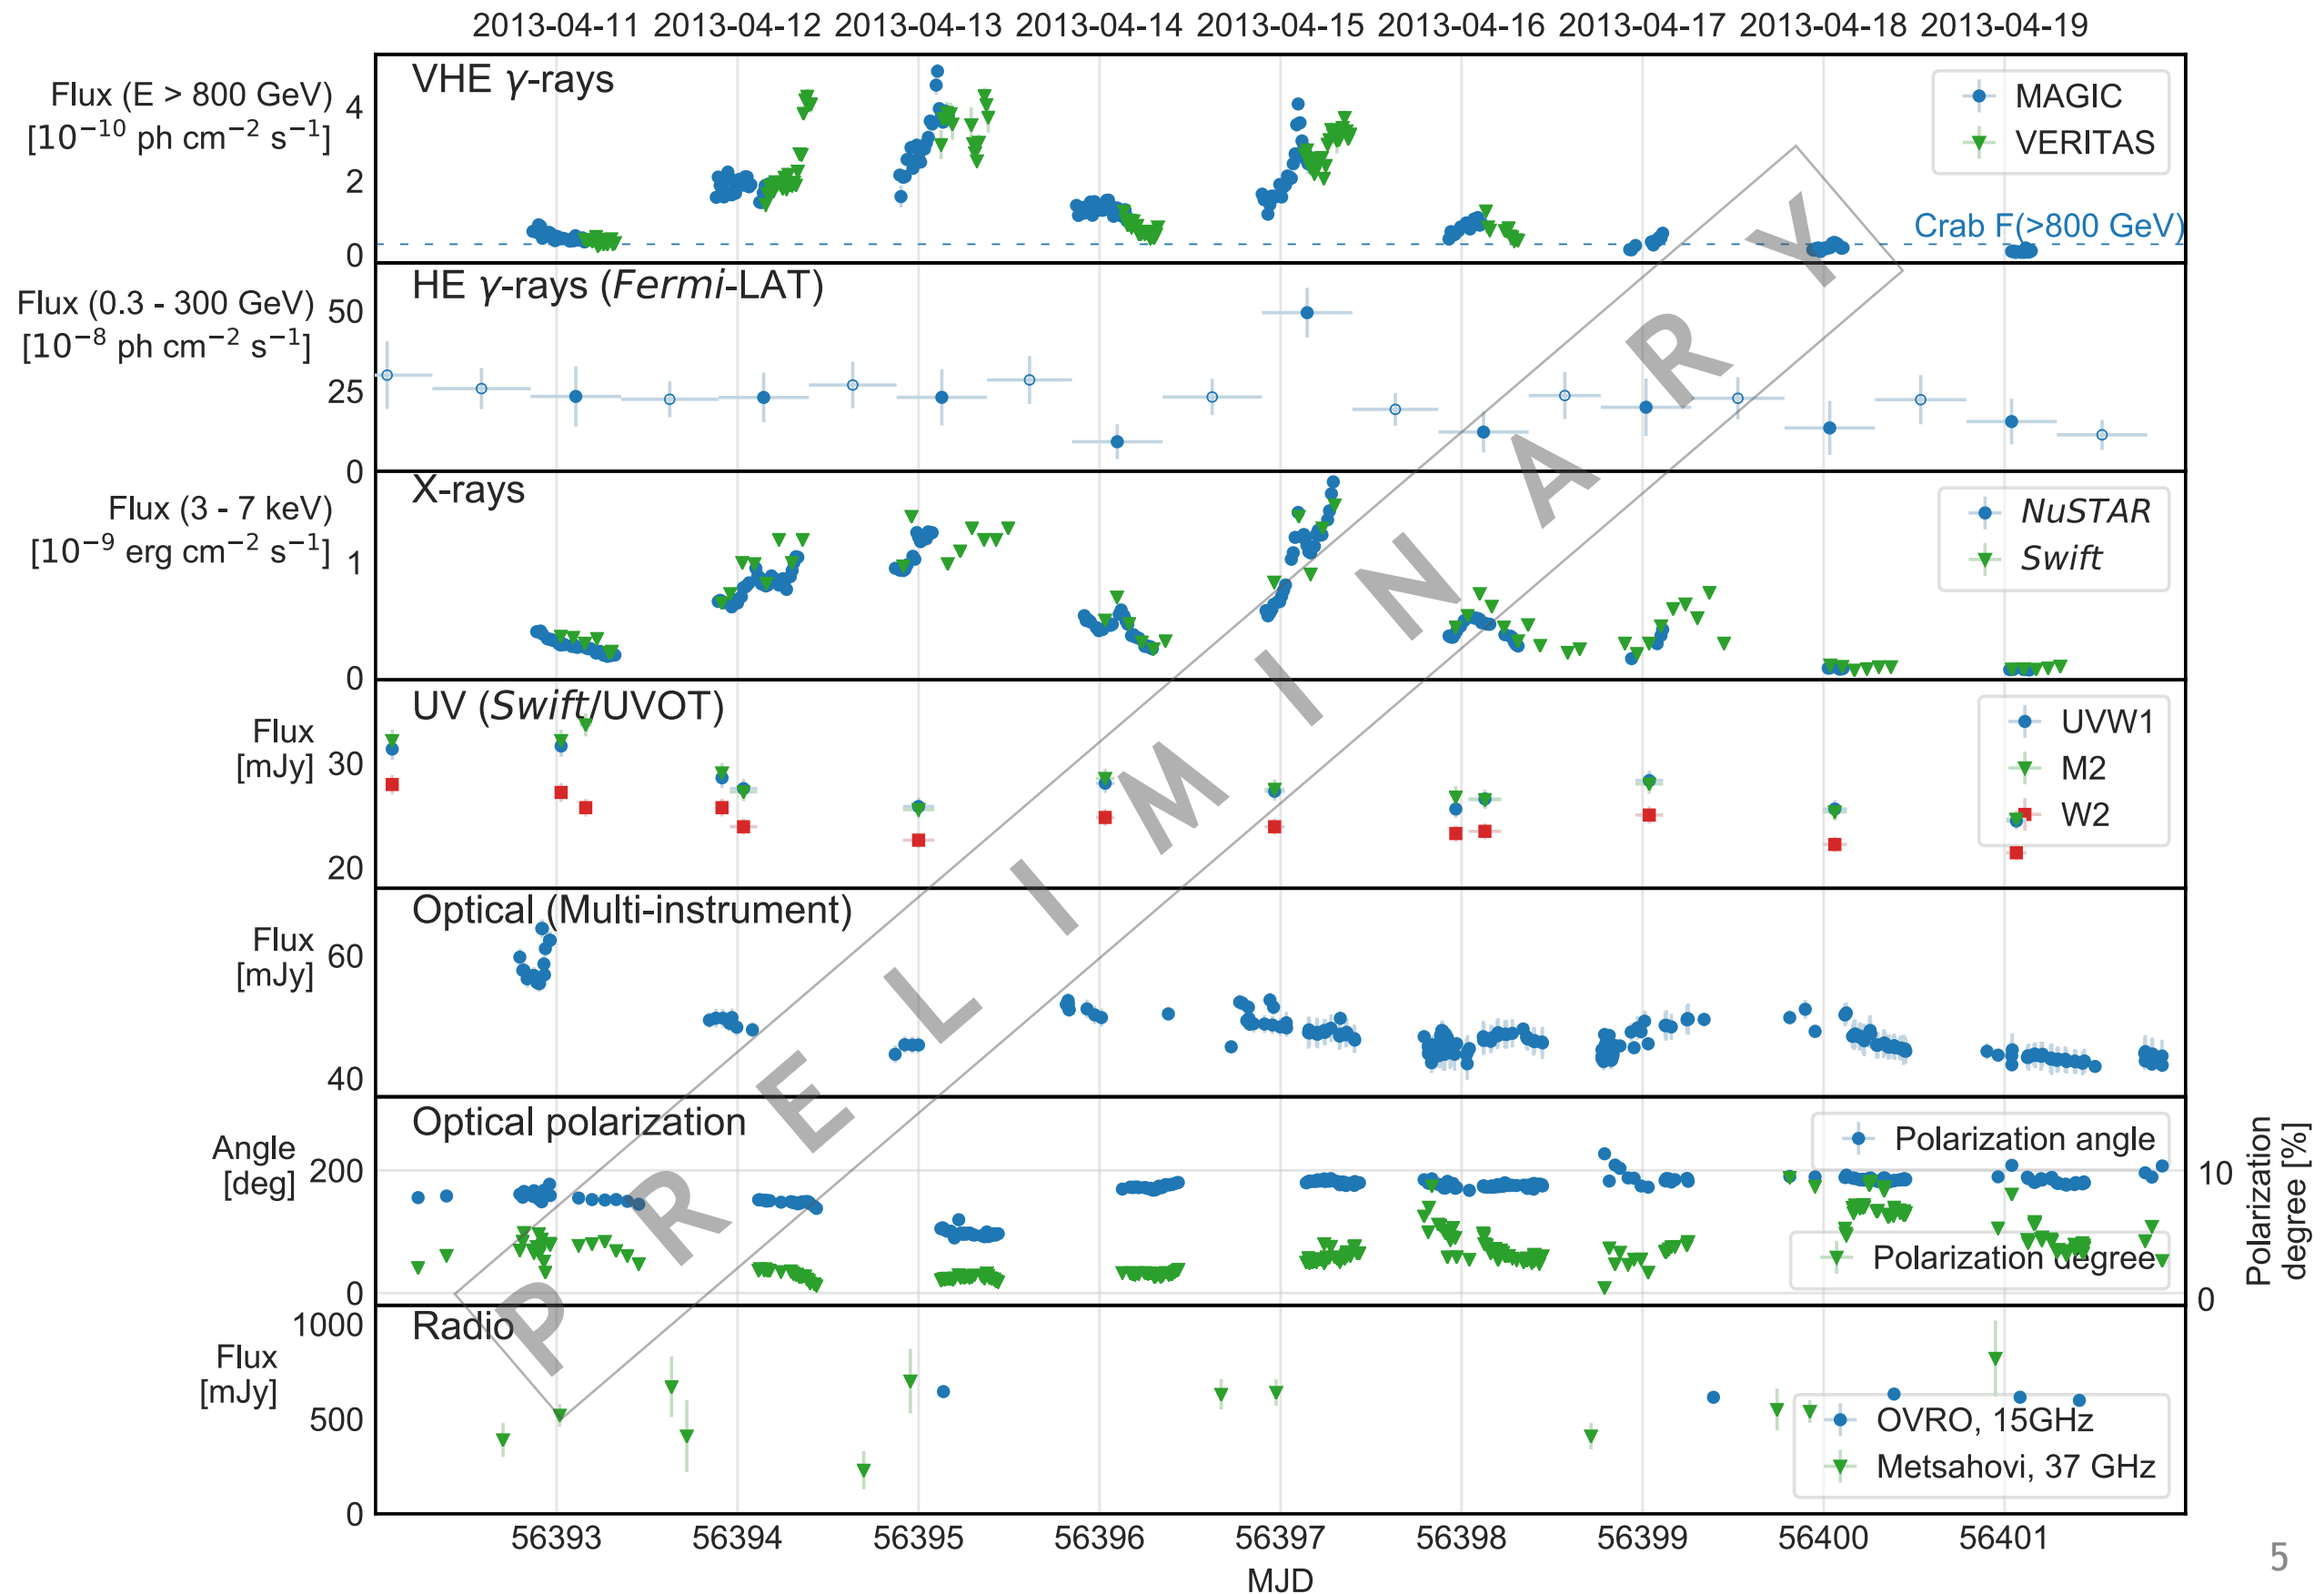 2013-04-11 2013-04-12 2013-04-13 2013-04-14 2013-04-15 2013-04-16 2013-04-17 2013-04-18 2013-04-19
VHE γ-rays
Flux (E > 800 GeV)
[10⁻¹⁰ ph cm⁻² s⁻¹]
4
2
0
MAGIC
VERITAS
Crab F(>800 GeV)
HE γ-rays (Fermi-LAT)
Flux (0.3 - 300 GeV)
[10⁻⁸ ph cm⁻² s⁻¹]
50
25
0
X-rays
Flux (3 - 7 keV)
[10⁻⁹ erg cm⁻² s⁻¹]
1
0
NuSTAR
Swift
UV (Swift/UVOT)
Flux
[mJy]
30
20
UVW1
M2
W2
Optical (Multi-instrument)
Flux
[mJy]
60
40
Optical polarization
Angle
[deg]
200
0
Polarization angle
Polarization degree
10
0
Polarization
degree [%]
Radio
Flux
[mJy]
1000
500
0
OVRO, 15GHz
Metsahovi, 37 GHz
56393 56394 56395 56396 56397 56398 56399 56400 56401
MJD
PRELIMINARY
5